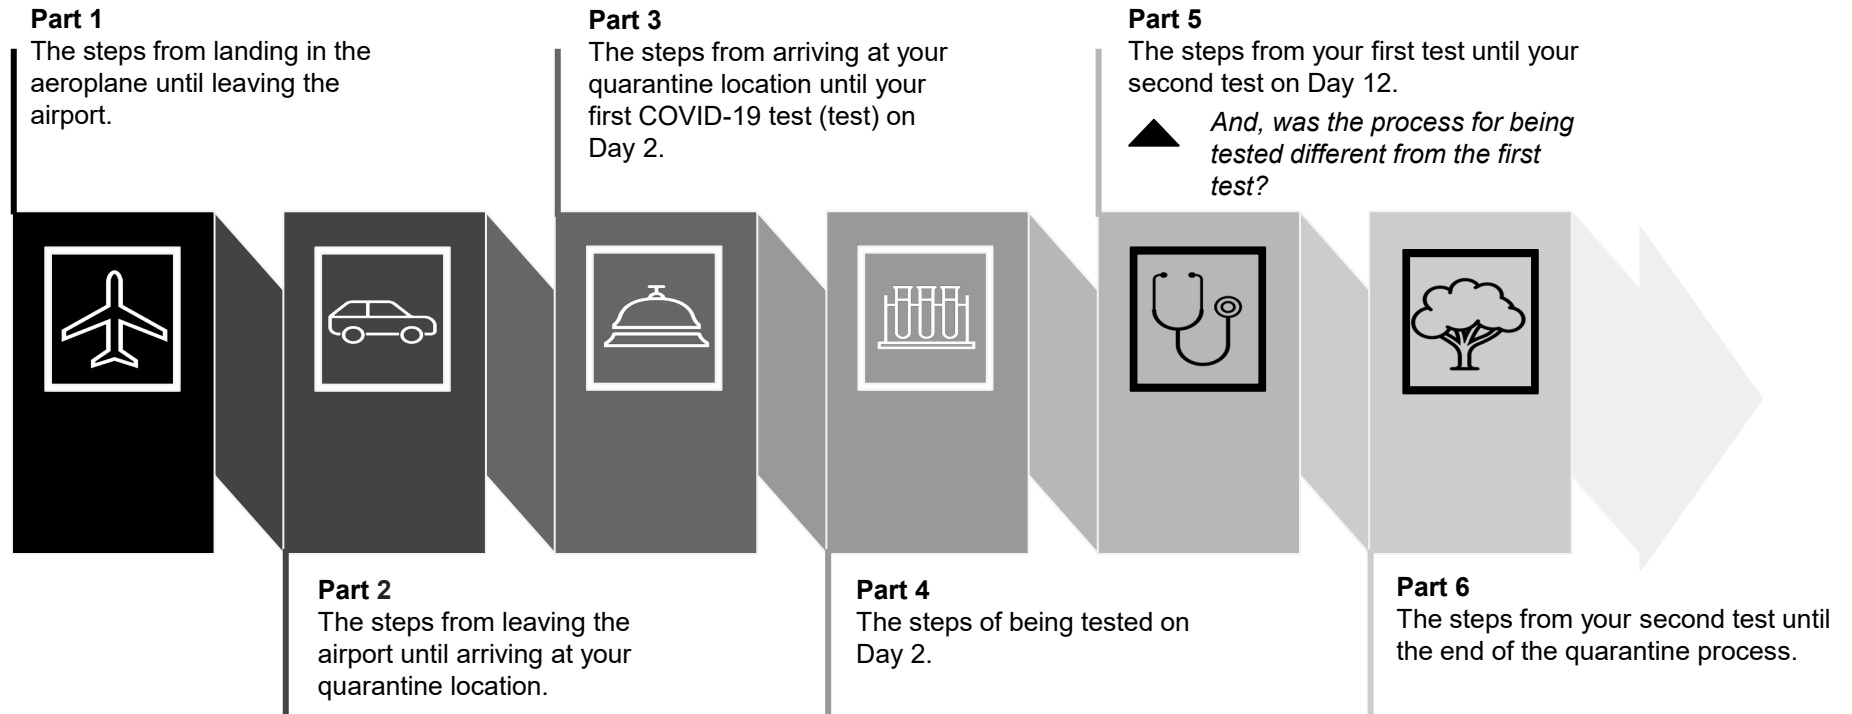 Part 1
The steps from landing in the
aeroplane until leaving the
airport.
Part 2
The steps from leaving the
airport until arriving at your
quarantine location.
Part 3
The steps from arriving at your
quarantine location until your
first COVID-19 test (test) on
Day 2.
Part 4
The steps of being tested on
Day 2.
Part 5
The steps from your first test until your
second test on Day 12.
And, was the process for being
tested different from the first
test?
Part 6
The steps from your second test until
the end of the quarantine process.